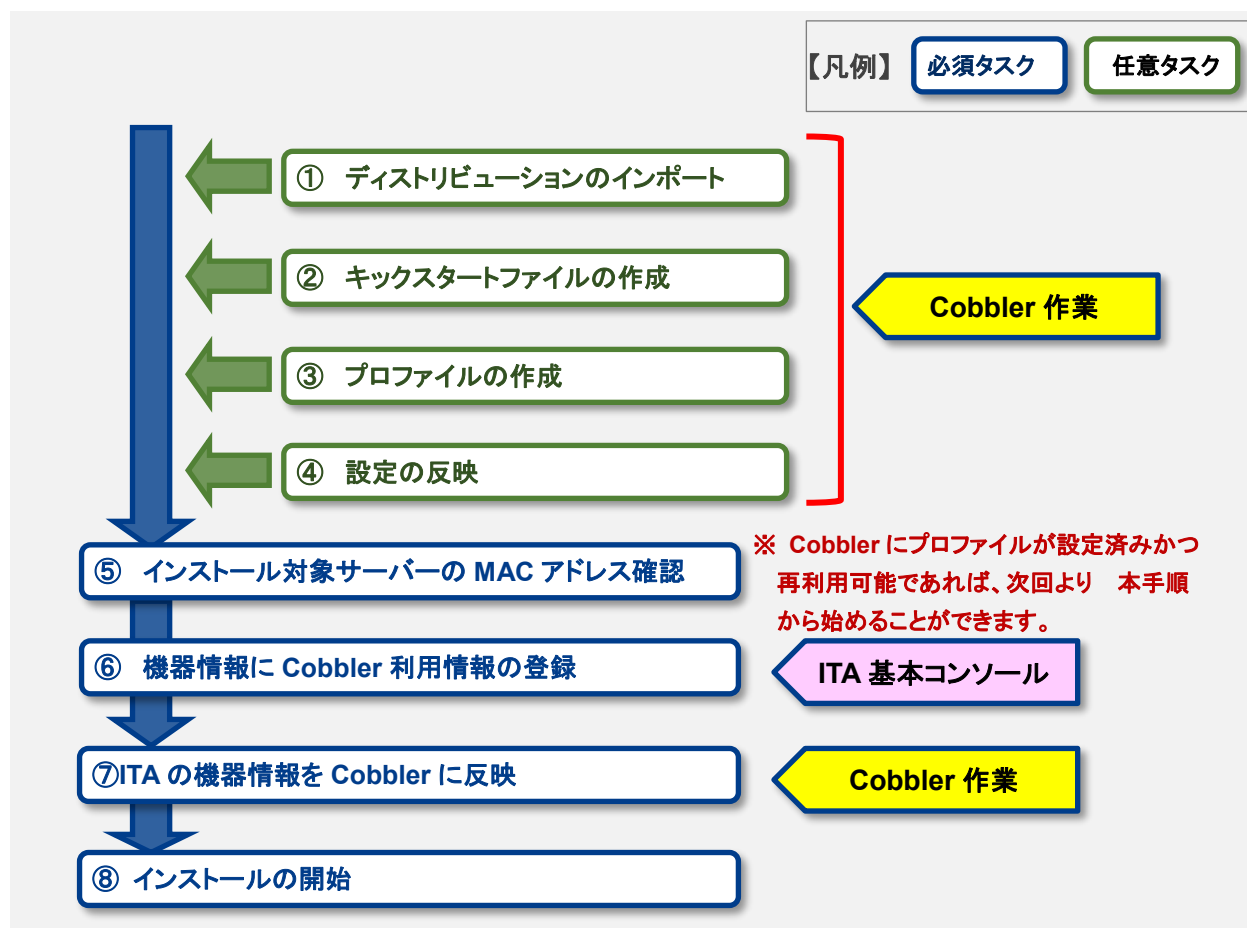 【凡例】 必須タスク 任意タスク
① ディストリビューションのインポート
② キックスタートファイルの作成
Cobbler 作業
③ プロファイルの作成
④ 設定の反映
⑤ インストール対象サーバーの MAC アドレス確認
※ Cobbler にプロファイルが設定済みかつ
再利用可能であれば、次回より 本手順
から始めることができます。
⑥ 機器情報に Cobbler 利用情報の登録
ITA 基本コンソール
⑦ITA の機器情報を Cobbler に反映
Cobbler 作業
⑧ インストールの開始